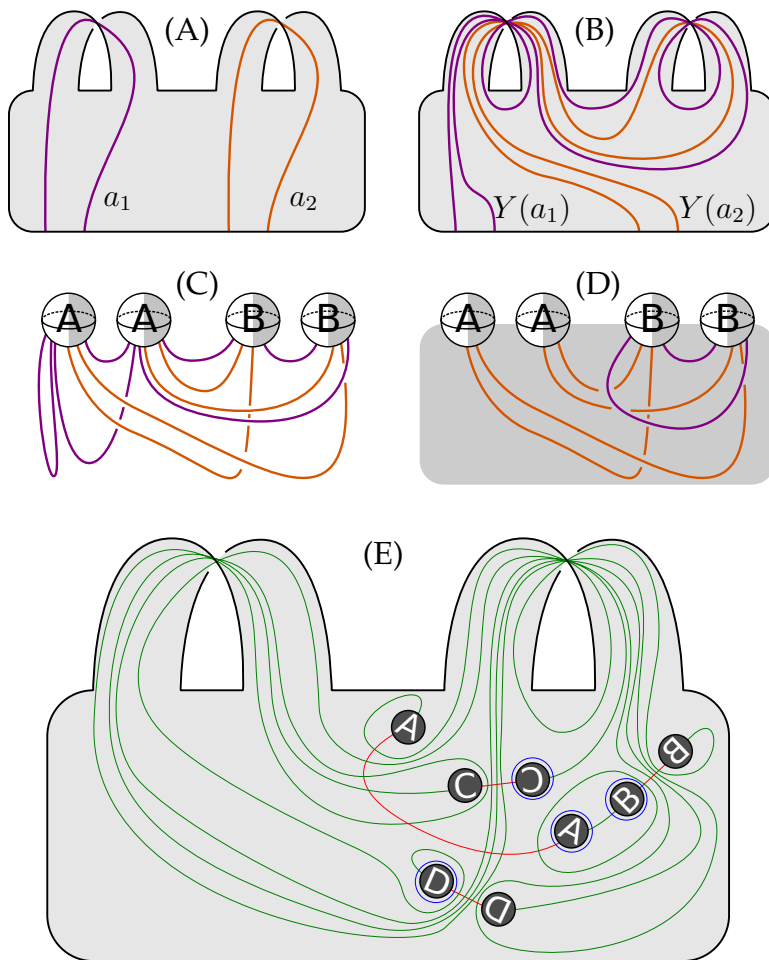 (A) (B)
a₁ a₂ Y(a₁) Y(a₂)
(C) (D)
A A B B A A B B
(E)
A
B
C C B
A
D D